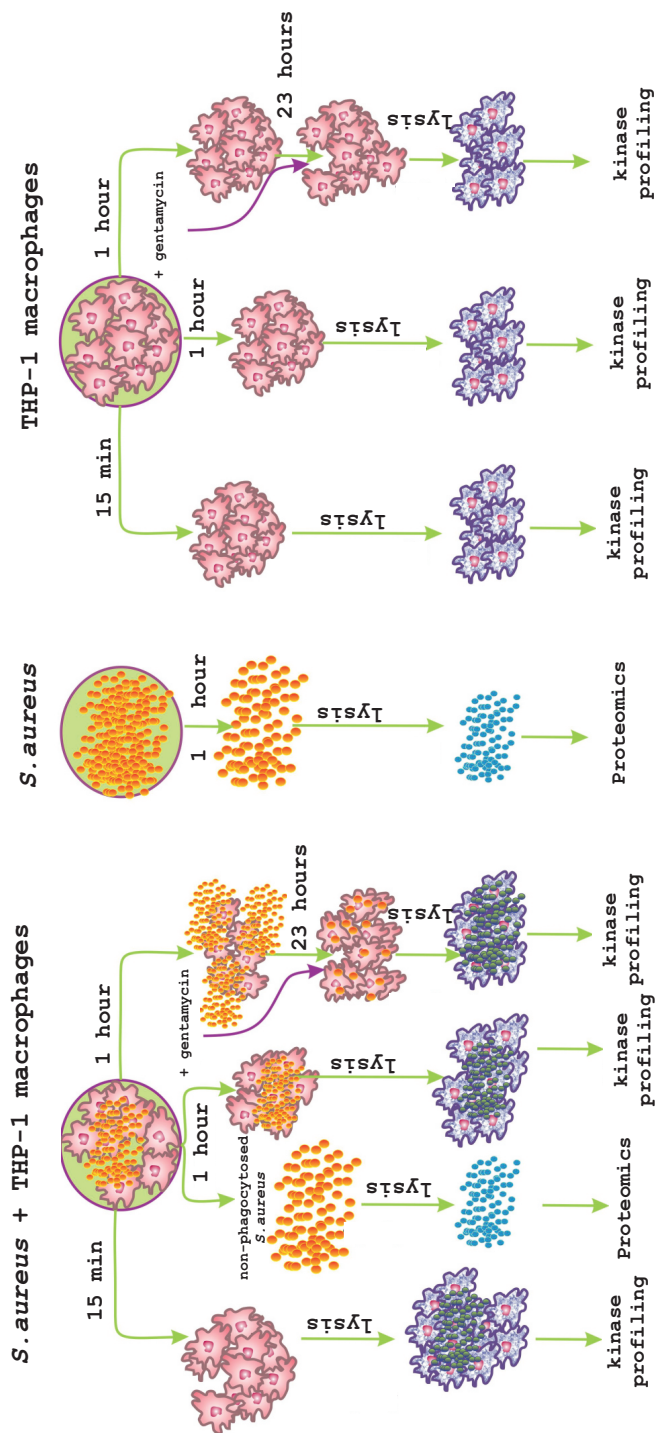 S.aureus + THP-1 macrophages
15 min
1 hour
1 hour
+ gentamycin
non-phagocytosed
S.aureus
23 hours
lysis
lysis
lysis
lysis
kinase
profiling
Proteomics
kinase
profiling
kinase
profiling
S.aureus
1 hour
lysis
Proteomics
THP-1 macrophages
15 min
1 hour
1 hour
+ gentamycin
23 hours
lysis
lysis
lysis
kinase
profiling
kinase
profiling
kinase
profiling